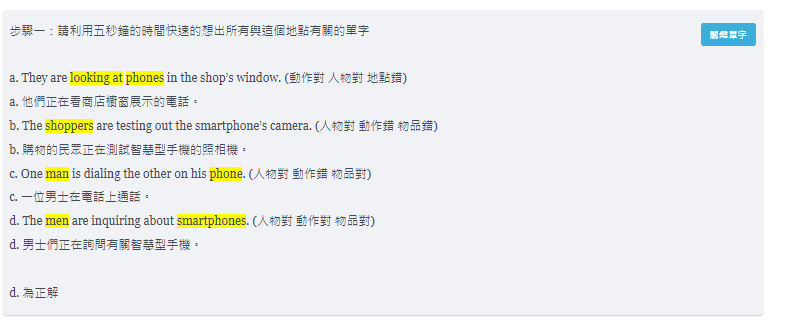 步驟一：請利用五秒鐘的時間快速的想出所有與這個地點有關的單字
關鍵單字
a. They are looking at phones in the shop's window. (動作對 人物對 地點錯)
a. 他們正在看商店櫥窗展示的電話。
b. The shoppers are testing out the smartphone's camera. (人物對 動作錯 物品錯)
b. 購物的民眾正在測試智慧型手機的照相機。
c. One man is dialing the other on his phone. (人物對 動作錯 物品對)
c. 一位男士在電話上通話。
d. The men are inquiring about smartphones. (人物對 動作對 物品對)
d. 男士們正在詢問有關智慧型手機。
d. 為正解